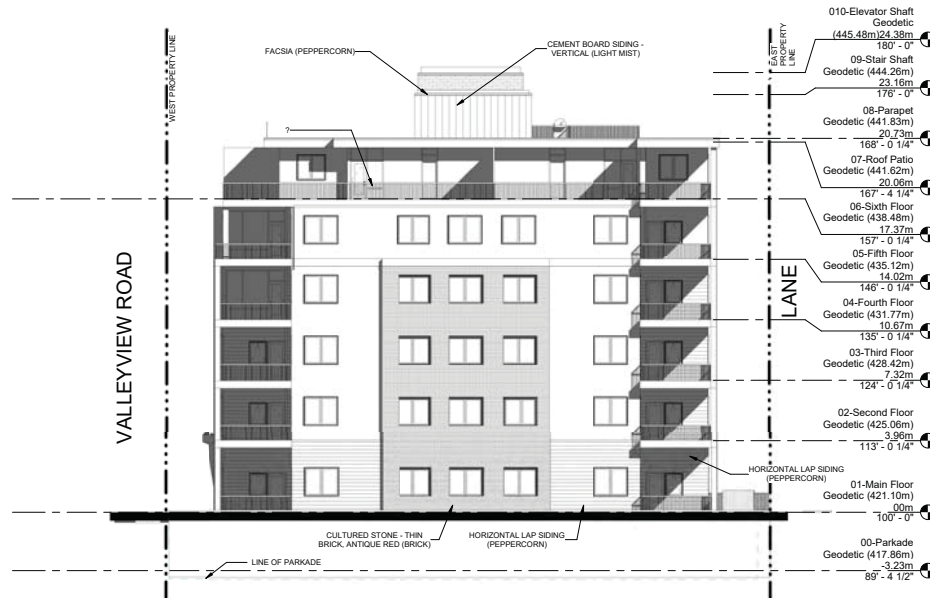 010-Elevator Shaft
Geodetic
(445.48m)24.38m
180' - 0"
09-Stair Shaft
Geodetic (444.26m)
23.16m
176' - 0"
08-Parapet
Geodetic (441.83m)
20.73m
168' - 0 1/4"
07-Roof Patio
Geodetic (441.62m)
20.06m
167' - 4 1/4"
06-Sixth Floor
Geodetic (438.48m)
17.37m
157' - 0 1/4"
05-Fifth Floor
Geodetic (435.12m)
14.02m
146' - 0 1/4"
04-Fourth Floor
Geodetic (431.77m)
10.67m
135' - 0 1/4"
03-Third Floor
Geodetic (428.42m)
7.32m
124' - 0 1/4"
02-Second Floor
Geodetic (425.06m)
3.96m
113' - 0 1/4"
01-Main Floor
Geodetic (421.10m)
00m
100' - 0"
00-Parkade
Geodetic (417.86m)
-3.23m
89' - 4 1/2"
WEST PROPERTY LINE
FACSIA (PEPPERCORN)
CEMENT BOARD SIDING -
VERTICAL (LIGHT MIST)
EAST
PROPERTY
LINE
?
VALLEYVIEW ROAD
LANE
HORIZONTAL LAP SIDING
(PEPPERCORN)
CULTURED STONE - THIN
BRICK, ANTIQUE RED (BRICK)
HORIZONTAL LAP SIDING
(PEPPERCORN)
LINE OF PARKADE